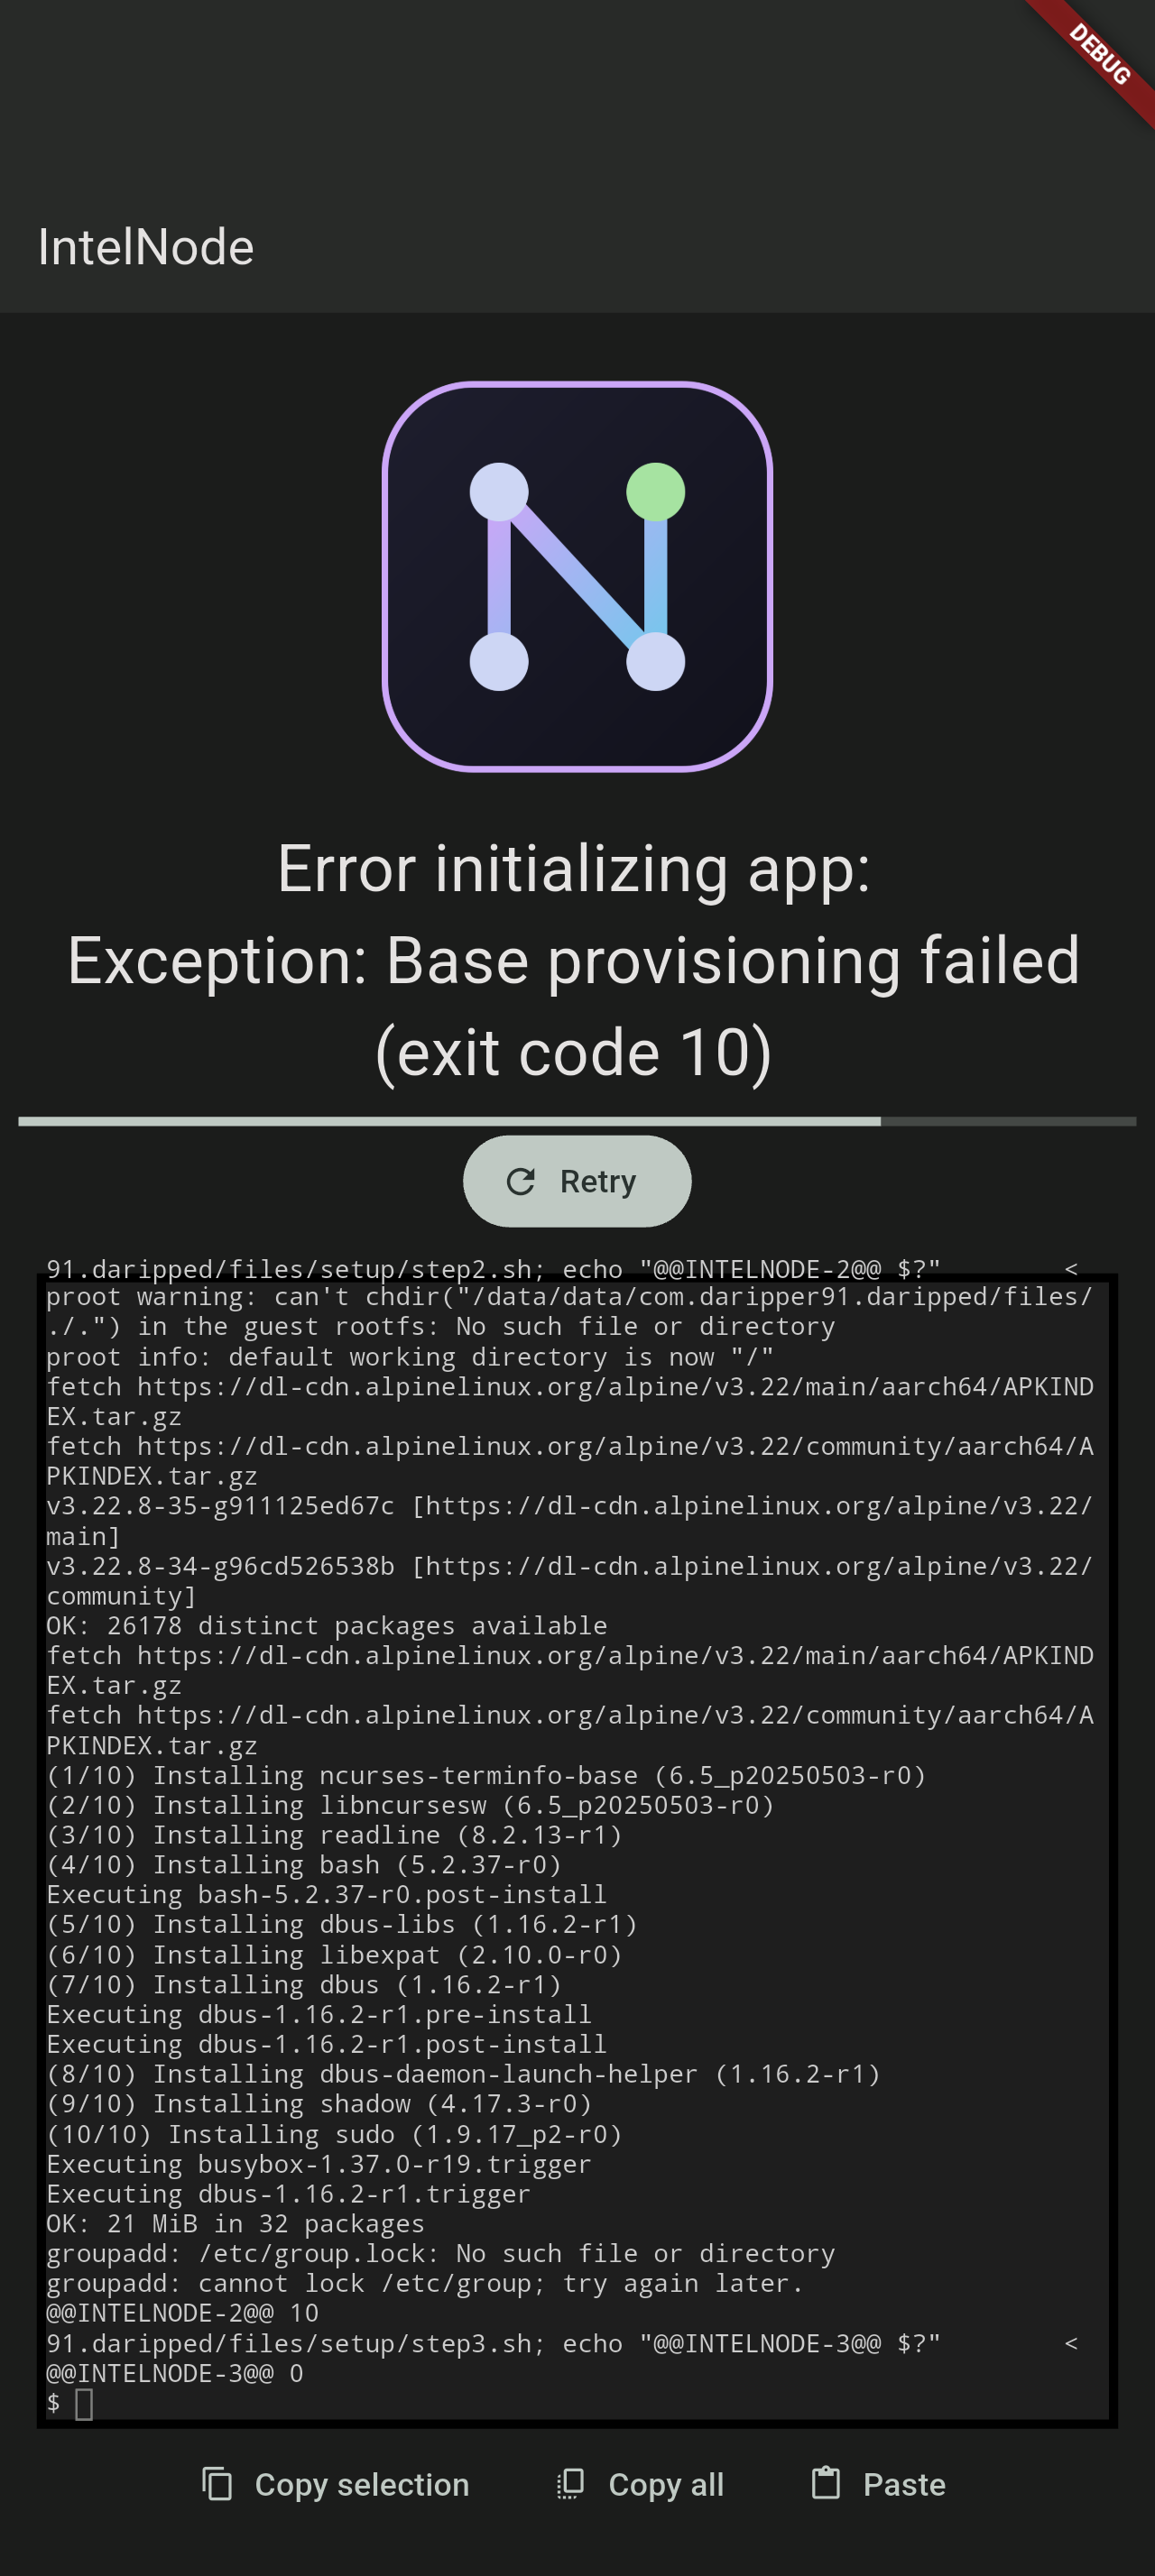 DEBUG
IntelNode
Error initializing app:
Exception: Base provisioning failed
(exit code 10)
Retry
91.daripped/files/setup/step2.sh; echo "@@INTELNODE-2@@ $?"        <
proot warning: can't chdir("/data/data/com.daripper91.daripped/files/
./.") in the guest rootfs: No such file or directory
proot info: default working directory is now "/"
fetch https://dl-cdn.alpinelinux.org/alpine/v3.22/main/aarch64/APKIND
EX.tar.gz
fetch https://dl-cdn.alpinelinux.org/alpine/v3.22/community/aarch64/A
PKINDEX.tar.gz
v3.22.8-35-g911125ed67c [https://dl-cdn.alpinelinux.org/alpine/v3.22/
main]
v3.22.8-34-g96cd526538b [https://dl-cdn.alpinelinux.org/alpine/v3.22/
community]
OK: 26178 distinct packages available
fetch https://dl-cdn.alpinelinux.org/alpine/v3.22/main/aarch64/APKIND
EX.tar.gz
fetch https://dl-cdn.alpinelinux.org/alpine/v3.22/community/aarch64/A
PKINDEX.tar.gz
(1/10) Installing ncurses-terminfo-base (6.5_p20250503-r0)
(2/10) Installing libncursesw (6.5_p20250503-r0)
(3/10) Installing readline (8.2.13-r1)
(4/10) Installing bash (5.2.37-r0)
Executing bash-5.2.37-r0.post-install
(5/10) Installing dbus-libs (1.16.2-r1)
(6/10) Installing libexpat (2.10.0-r0)
(7/10) Installing dbus (1.16.2-r1)
Executing dbus-1.16.2-r1.pre-install
Executing dbus-1.16.2-r1.post-install
(8/10) Installing dbus-daemon-launch-helper (1.16.2-r1)
(9/10) Installing shadow (4.17.3-r0)
(10/10) Installing sudo (1.9.17_p2-r0)
Executing busybox-1.37.0-r19.trigger
Executing dbus-1.16.2-r1.trigger
OK: 21 MiB in 32 packages
groupadd: /etc/group.lock: No such file or directory
groupadd: cannot lock /etc/group; try again later.
@@INTELNODE-2@@ 10
91.daripped/files/setup/step3.sh; echo "@@INTELNODE-3@@ $?"        <
@@INTELNODE-3@@ 0
$
Copy selection
Copy all
Paste